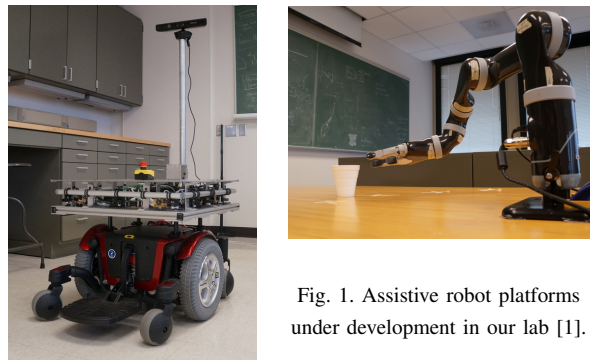 Fig. 1. Assistive robot platforms
under development in our lab [1].